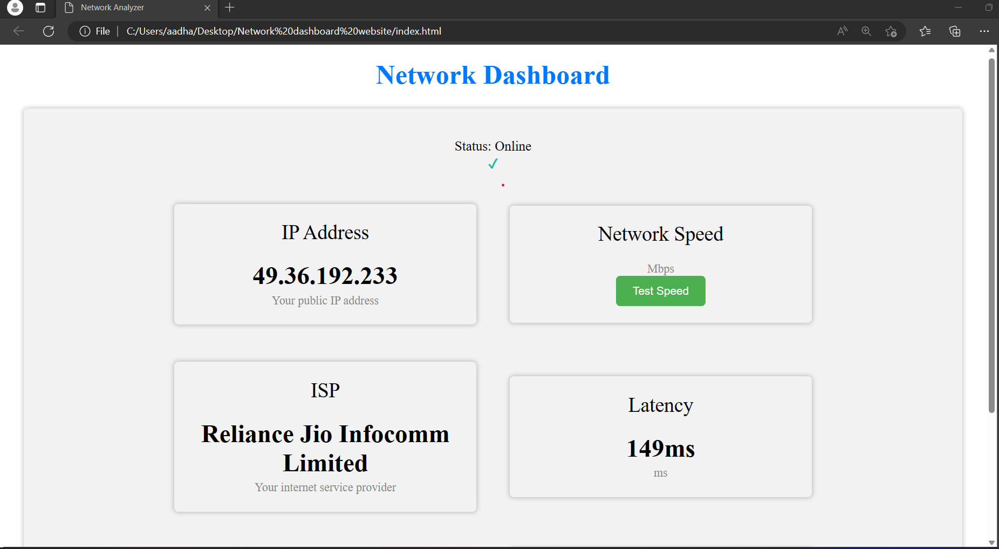 Network Analyzer
File
C:/Users/aadha/Desktop/Network%20dashboard%20website/index.html
Network Dashboard
Status: Online
IP Address
49.36.192.233
Your public IP address
Network Speed
Mbps
Test Speed
ISP
Reliance Jio Infocomm
Limited
Your internet service provider
Latency
149ms
ms